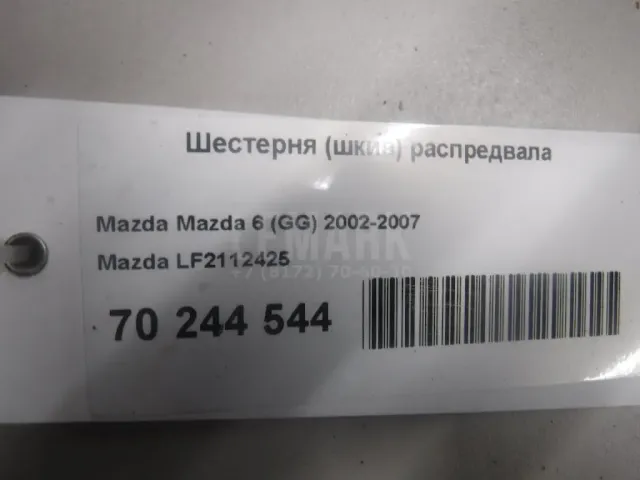 Шестерня (шкив) распредвала
Mazda Mazda 6 (GG) 2002-2007
Mazda LF2112425
70 244 544